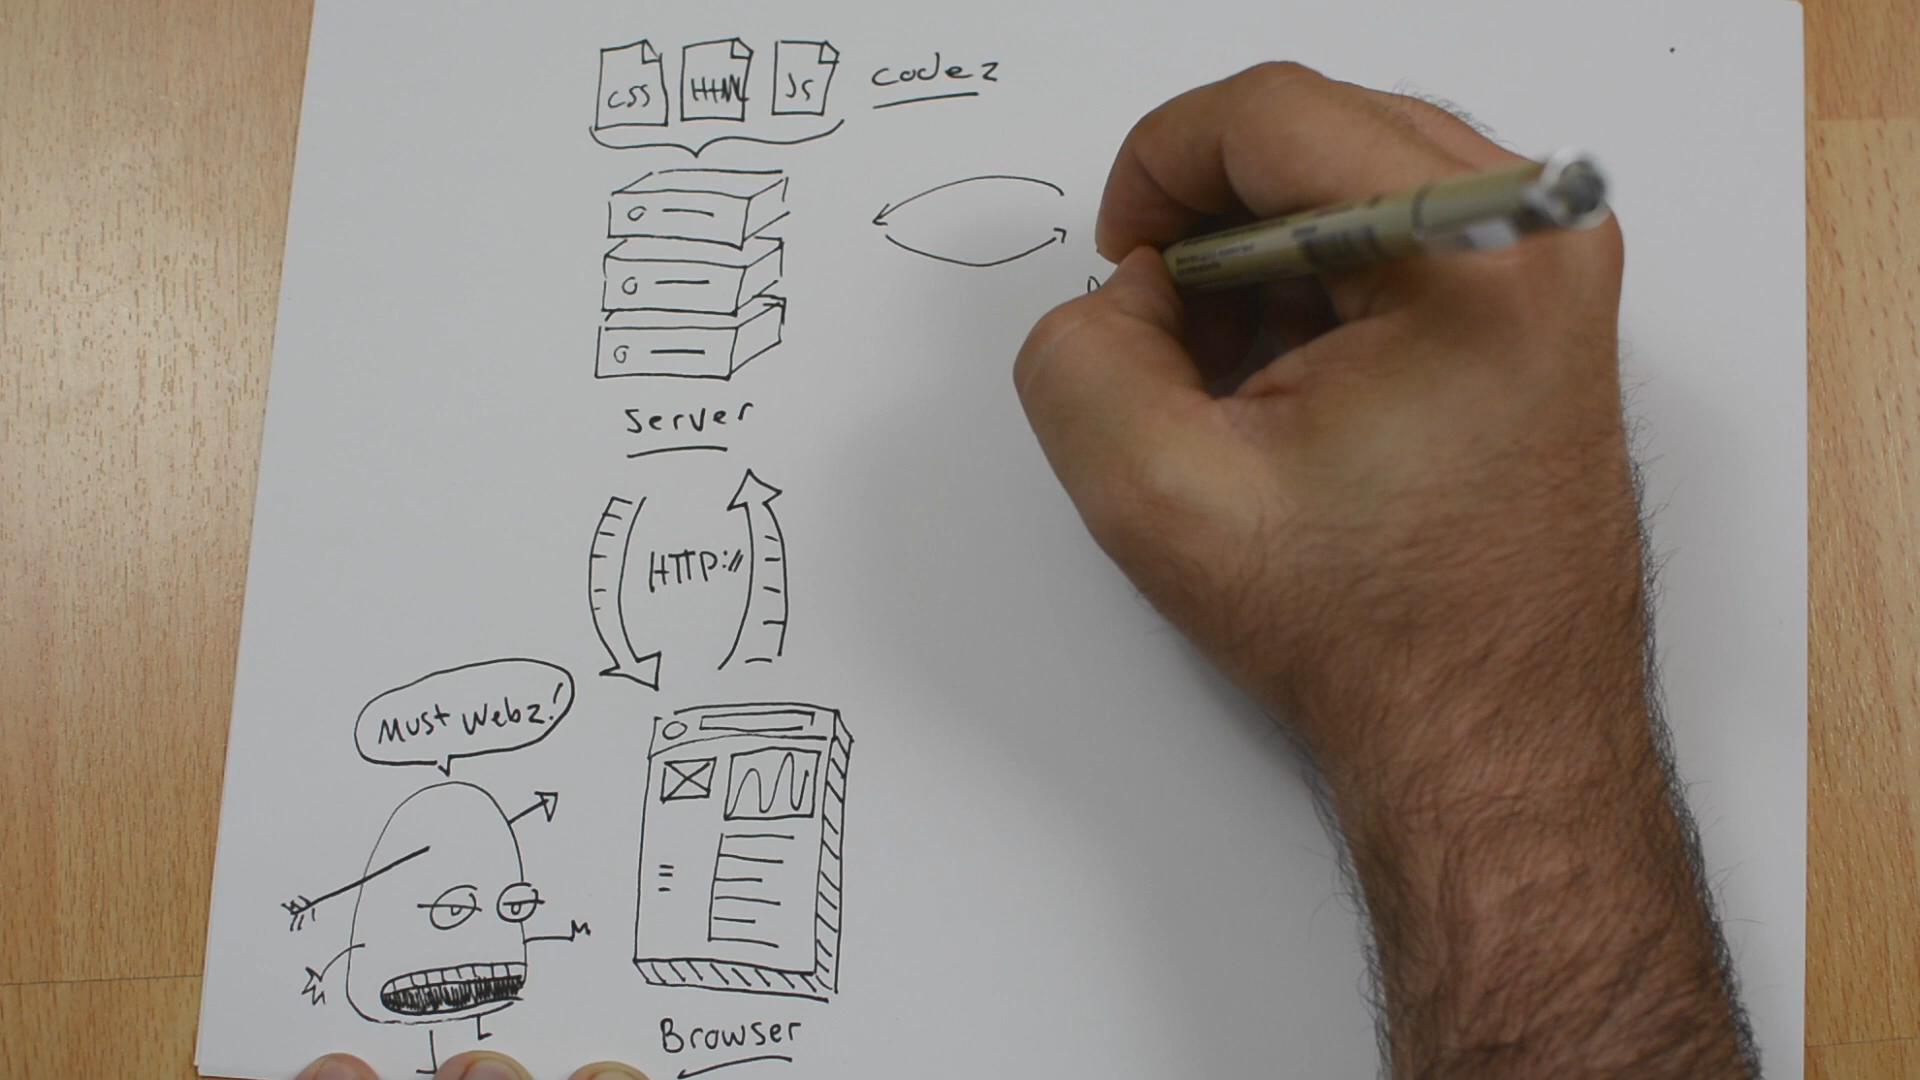 CSS HTML JS codez
Server
HTTP://
Must Webz!
Browser